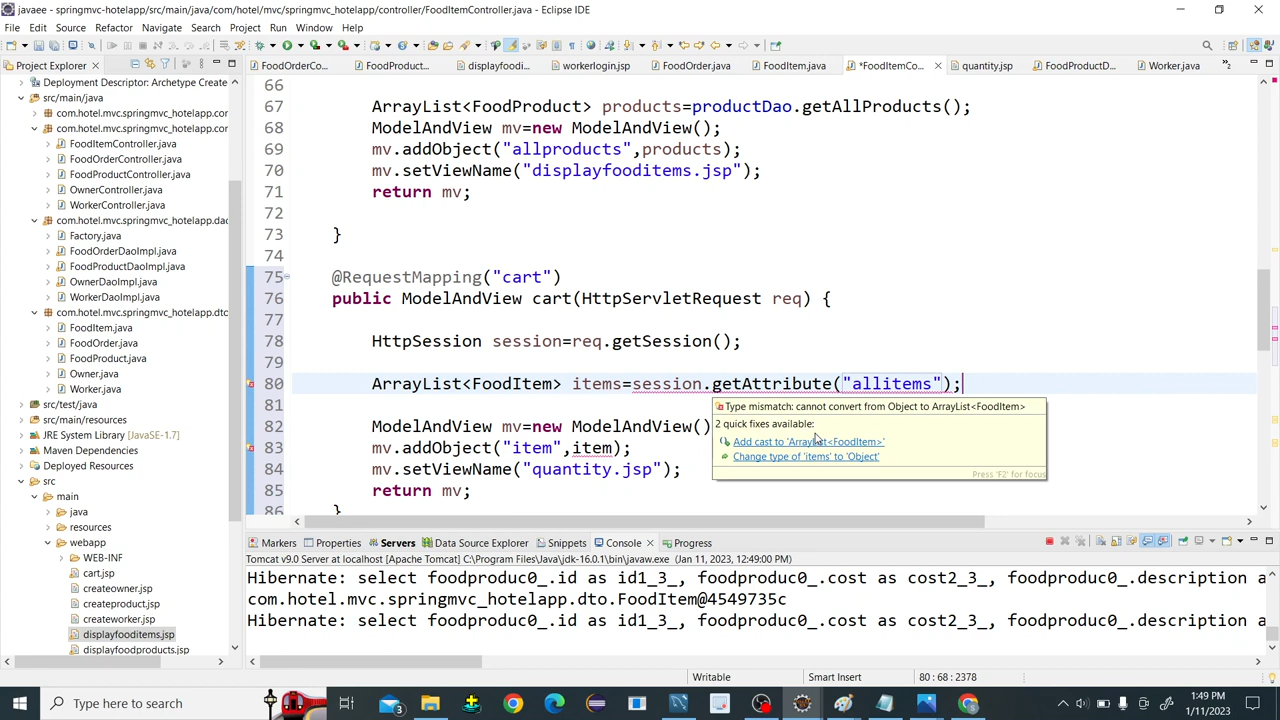 javaee - springmvc-hotelapp/src/main/java/com/hotel/mvc/springmvc_hotelapp/controller/FoodItemController.java - Eclipse IDE
File Edit Source Refactor Navigate Search Project Run Window Help
Project Explorer
FoodOrderCo... FoodProduct... displayfoodi... workerlogin.jsp FoodOrder.java FoodItem.java *FoodItemCo... quantity.jsp FoodProductD... Worker.java
Deployment Descriptor: Archetype Create
src/main/java
com.hotel.mvc.springmvc_hotelapp.cor
com.hotel.mvc.springmvc_hotelapp.cor
FoodItemController.java
FoodOrderController.java
FoodProductController.java
OwnerController.java
WorkerController.java
com.hotel.mvc.springmvc_hotelapp.dao
Factory.java
FoodOrderDaoImpl.java
FoodProductDaoImpl.java
OwnerDaoImpl.java
WorkerDaoImpl.java
com.hotel.mvc.springmvc_hotelapp.dto
FoodItem.java
FoodOrder.java
FoodProduct.java
Owner.java
Worker.java
src/test/java
src/main/resources
JRE System Library [JavaSE-1.7]
Maven Dependencies
Deployed Resources
src
main
java
resources
webapp
WEB-INF
cart.jsp
createowner.jsp
createproduct.jsp
createworker.jsp
displayfooditems.jsp
displayfoodproducts.jsp
66
67 ArrayList<FoodProduct> products=productDao.getAllProducts();
68 ModelAndView mv=new ModelAndView();
69 mv.addObject("allproducts",products);
70 mv.setViewName("displayfooditems.jsp");
71 return mv;
72
73 }
74
75 @RequestMapping("cart")
76 public ModelAndView cart(HttpServletRequest req) {
77
78 HttpSession session=req.getSession();
79
80 ArrayList<FoodItem> items=session.getAttribute("allitems");
81
82 ModelAndView mv=new ModelAndView()
83 mv.addObject("item",item);
84 mv.setViewName("quantity.jsp");
85 return mv;
86 }
Type mismatch: cannot convert from Object to ArrayList<FoodItem>
2 quick fixes available:
Add cast to 'ArrayList<FoodItem>'
Change type of 'items' to 'Object'
Press 'F2' for focus
Markers Properties Servers Data Source Explorer Snippets Console Progress
Tomcat v9.0 Server at localhost [Apache Tomcat] C:\Program Files\Java\jdk-16.0.1\bin\javaw.exe (Jan 11, 2023, 12:49:00 PM)
Hibernate: select foodproduc0_.id as id1_3_, foodproduc0_.cost as cost2_3_, foodproduc0_.description a
com.hotel.mvc.springmvc_hotelapp.dto.FoodItem@4549735c
Hibernate: select foodproduc0_.id as id1_3_, foodproduc0_.cost as cost2_3_, foodproduc0_.description a
Writable Smart Insert 80 : 68 : 2378
Type here to search
3
1:49 PM
1/11/2023